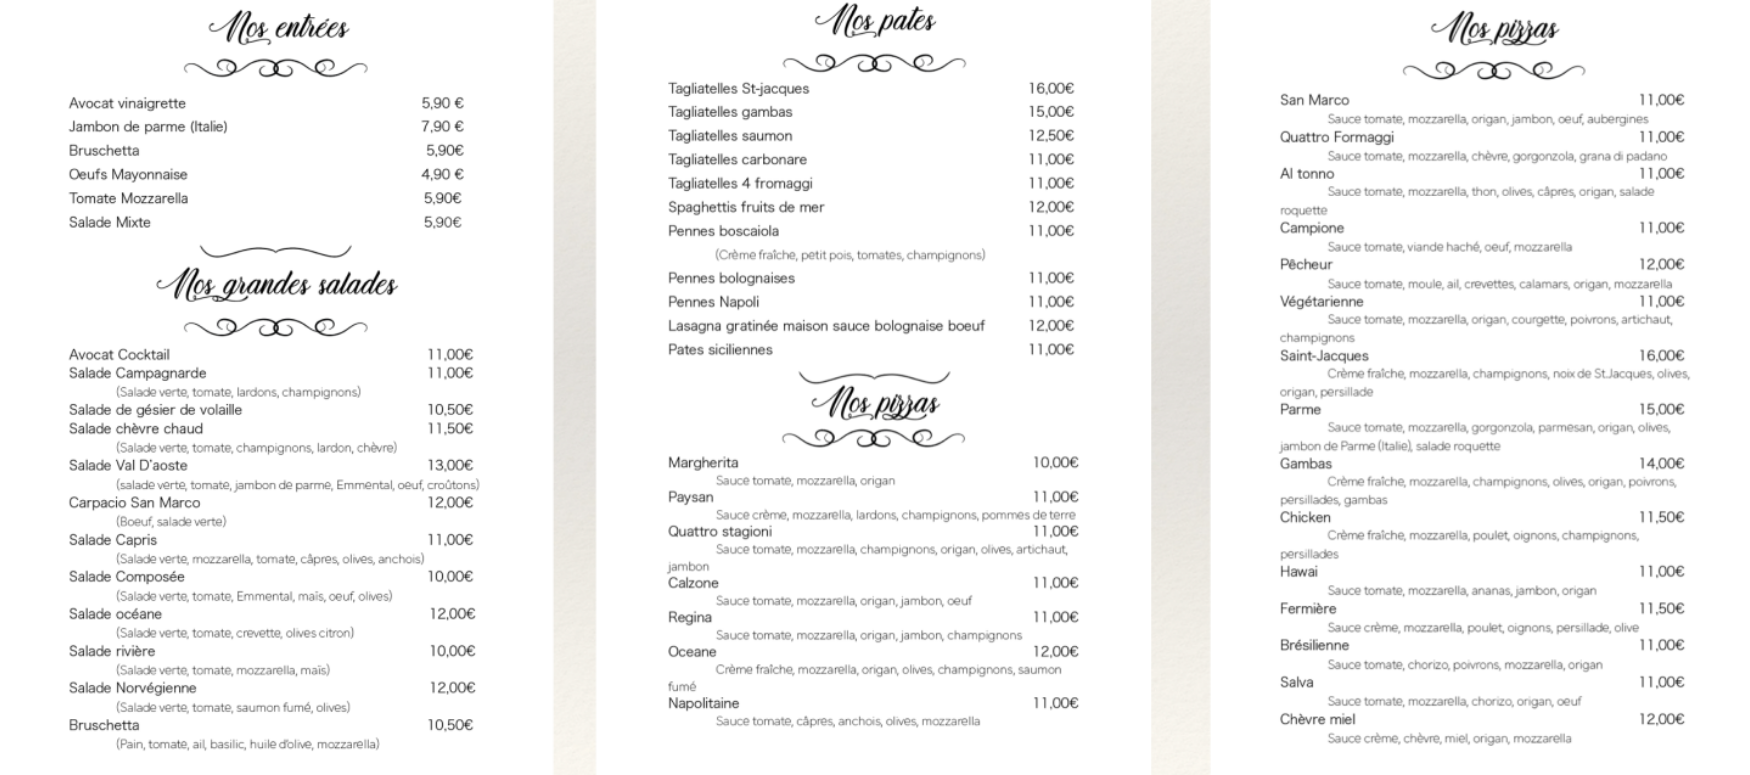 Nos entrées
Avocat vinaigrette 5,90 €
Jambon de parme (Italie) 7,90 €
Bruschetta 5,90€
Oeufs Mayonnaise 4,90 €
Tomate Mozzarella 5,90€
Salade Mixte 5,90€
Nos grandes salades
Avocat Cocktail 11,00€
Salade Campagnarde 11,00€
(Salade verte, tomate, lardons, champignons)
Salade de gésier de volaille 10,50€
Salade chèvre chaud 11,50€
(Salade verte, tomate, champignons, lardon, chèvre)
Salade Val D'aoste 13,00€
(salade verte, tomate, jambon de parme, Emmental, oeuf, croûtons)
Carpacio San Marco 12,00€
(Boeuf, salade verte)
Salade Capris 11,00€
(Salade verte, mozzarella, tomate, câpres, olives, anchois)
Salade Composée 10,00€
(Salade verte, tomate, Emmental, maïs, oeuf, olives)
Salade océane 12,00€
(Salade verte, tomate, crevette, olives citron)
Salade rivière 10,00€
(Salade verte, tomate, mozzarella, maïs)
Salade Norvégienne 12,00€
(Salade verte, tomate, saumon fumé, olives)
Bruschetta 10,50€
(Pain, tomate, ail, basilic, huile d'olive, mozzarella)
Nos pates
Tagliatelles St-jacques 16,00€
Tagliatelles gambas 15,00€
Tagliatelles saumon 12,50€
Tagliatelles carbonare 11,00€
Tagliatelles 4 fromaggi 11,00€
Spaghettis fruits de mer 12,00€
Pennes boscaiola 11,00€
(Crème fraîche, petit pois, tomates, champignons)
Pennes bolognaises 11,00€
Pennes Napoli 11,00€
Lasagna gratinée maison sauce bolognaise boeuf 12,00€
Pates siciliennes 11,00€
Nos pizzas
Margherita 10,00€
Sauce tomate, mozzarella, origan
Paysan 11,00€
Sauce crème, mozzarella, lardons, champignons, pommes de terre
Quattro stagioni 11,00€
Sauce tomate, mozzarella, champignons, origan, olives, artichaut,
jambon
Calzone 11,00€
Sauce tomate, mozzarella, origan, jambon, oeuf
Regina 11,00€
Sauce tomate, mozzarella, origan, jambon, champignons
Oceane 12,00€
Crème fraîche, mozzarella, origan, olives, champignons, saumon
fumé
Napolitaine 11,00€
Sauce tomate, câpres, anchois, olives, mozzarella
Nos pizzas
San Marco 11,00€
Sauce tomate, mozzarella, origan, jambon, oeuf, aubergines
Quattro Formaggi 11,00€
Sauce tomate, mozzarella, chèvre, gorgonzola, grana di padano
Al tonno 11,00€
Sauce tomate, mozzarella, thon, olives, câpres, origan, salade
roquette
Campione 11,00€
Sauce tomate, viande haché, oeuf, mozzarella
Pêcheur 12,00€
Sauce tomate, moule, ail, crevettes, calamars, origan, mozzarella
Végétarienne 11,00€
Sauce tomate, mozzarella, origan, courgette, poivrons, artichaut,
champignons
Saint-Jacques 16,00€
Crème fraîche, mozzarella, champignons, noix de St.Jacques, olives,
origan, persillade
Parme 15,00€
Sauce tomate, mozzarella, gorgonzola, parmesan, origan, olives,
jambon de Parme (Italie), salade roquette
Gambas 14,00€
Crème fraîche, mozzarella, champignons, olives, origan, poivrons,
persillades, gambas
Chicken 11,50€
Crème fraîche, mozzarella, poulet, oignons, champignons,
persillades
Hawai 11,00€
Sauce tomate, mozzarella, ananas, jambon, origan
Fermière 11,50€
Sauce crème, mozzarella, poulet, oignons, persillade, olive
Brésilienne 11,00€
Sauce tomate, chorizo, poivrons, mozzarella, origan
Salva 11,00€
Sauce tomate, mozzarella, chorizo, origan, oeuf
Chèvre miel 12,00€
Sauce crème, chèvre, miel, origan, mozzarella